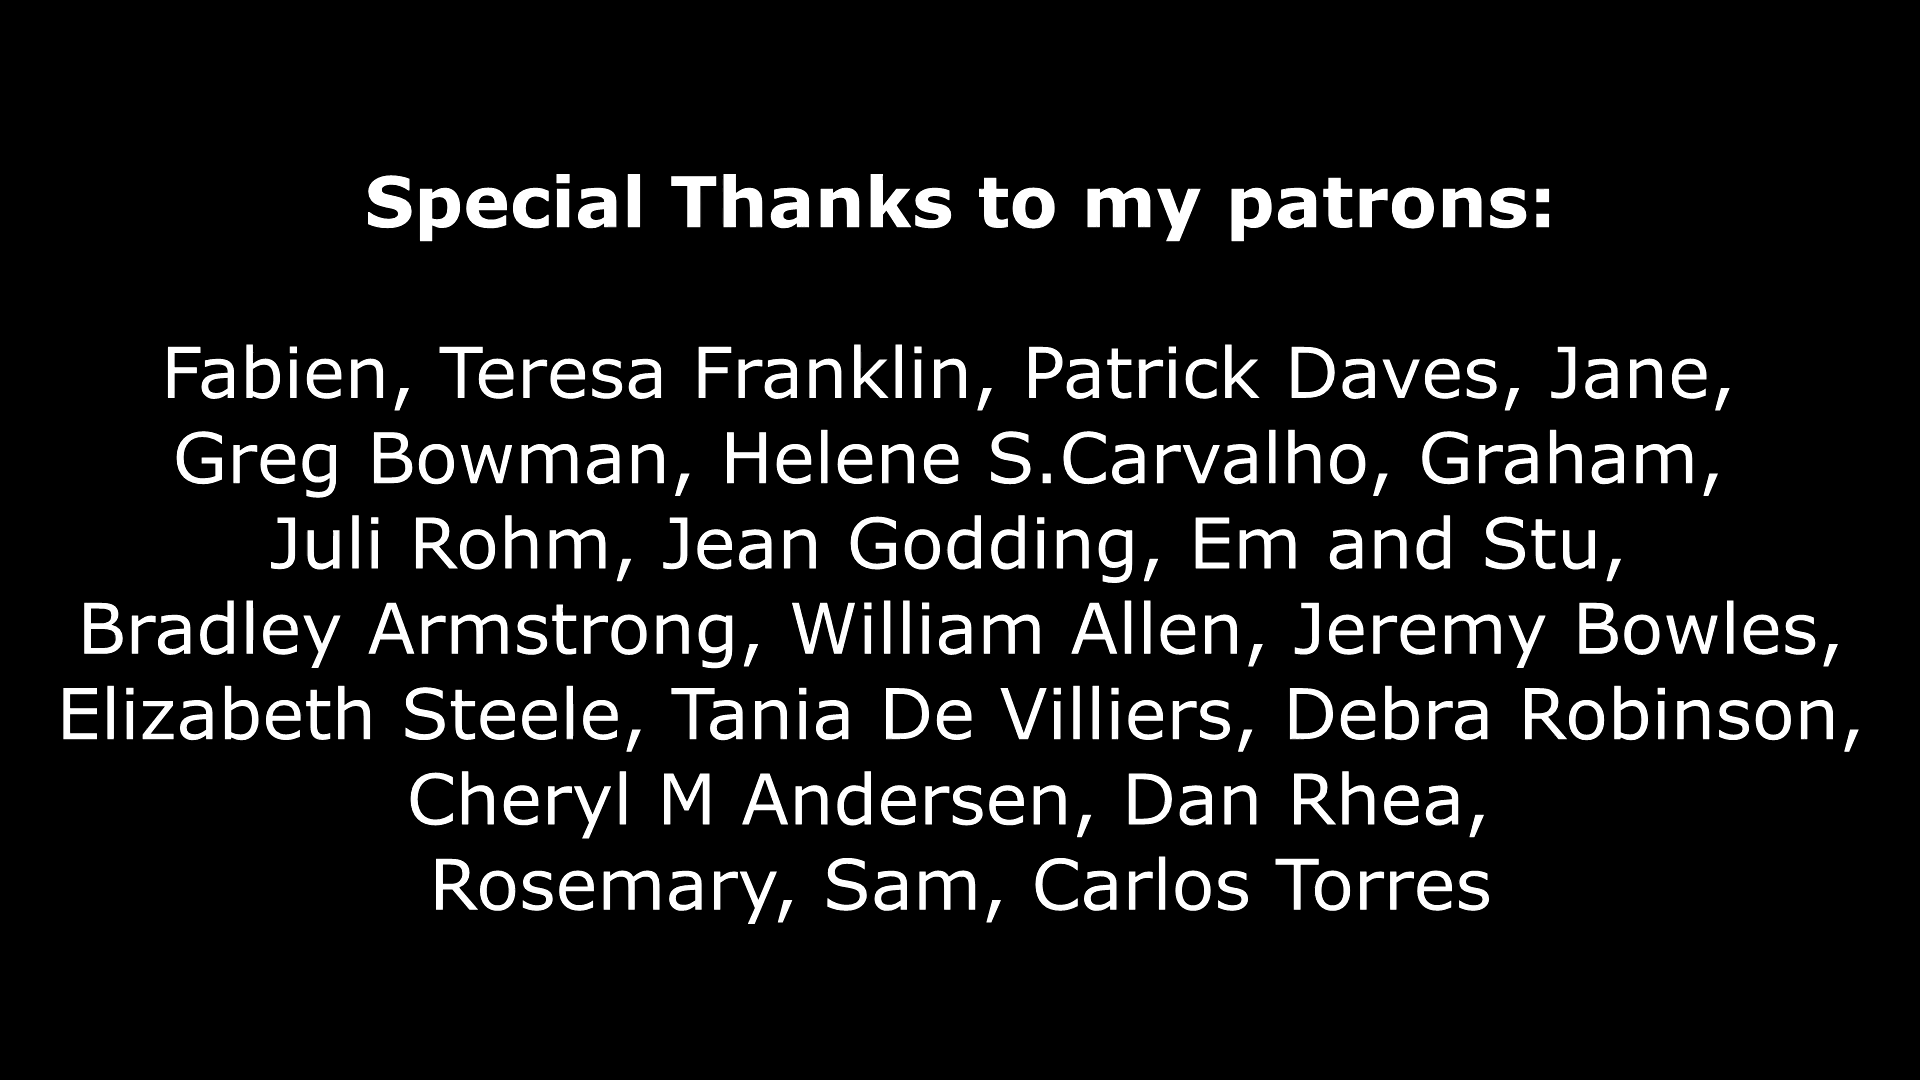 Special Thanks to my patrons:
Fabien, Teresa Franklin, Patrick Daves, Jane,
Greg Bowman, Helene S.Carvalho, Graham,
Juli Rohm, Jean Godding, Em and Stu,
Bradley Armstrong, William Allen, Jeremy Bowles,
Elizabeth Steele, Tania De Villiers, Debra Robinson,
Cheryl M Andersen, Dan Rhea,
Rosemary, Sam, Carlos Torres